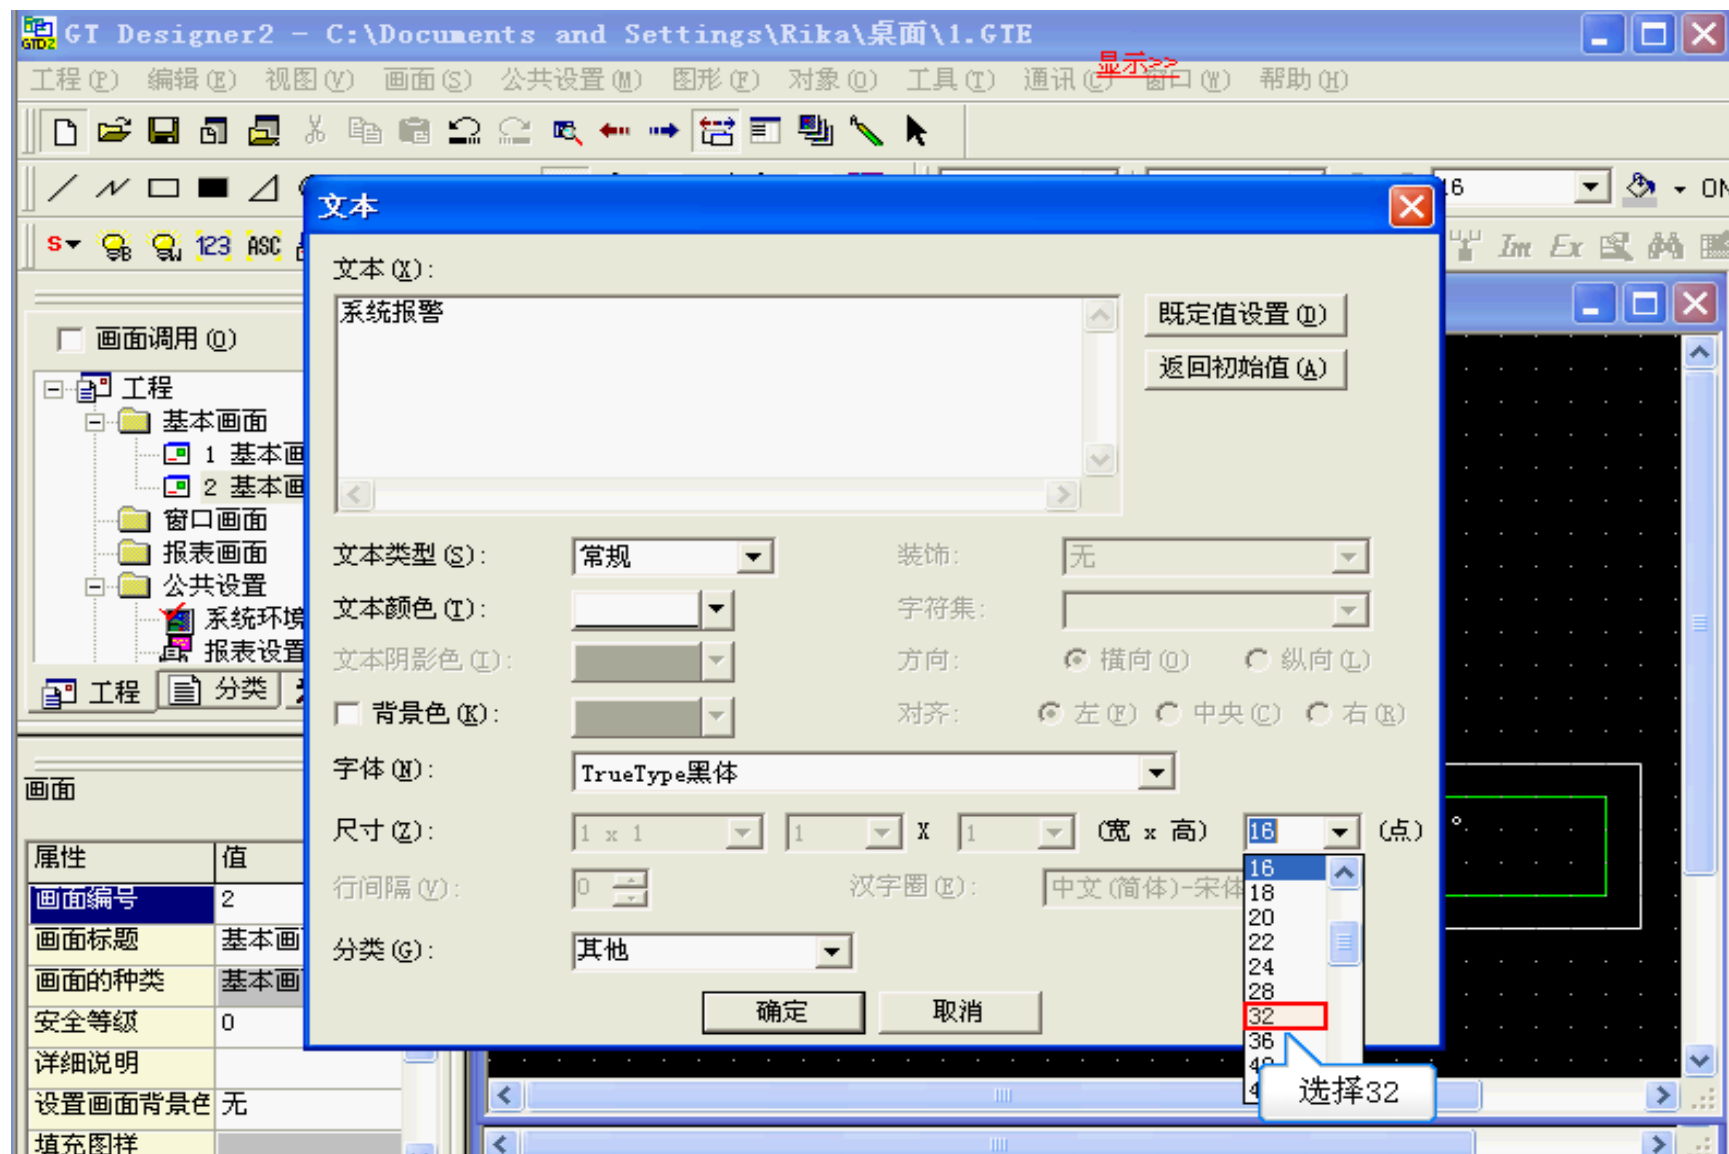 GT Designer2 - C:\Documents and Settings\Rika\桌面\1.GTE
显示>>
工程(P) 编辑(E) 视图(V) 画面(S) 公共设置(M) 图形(F) 对象(O) 工具(T) 通讯(C) 窗口(W) 帮助(H)
16
ON
S 123 ASC
Im Ex
文本
文本(X):
系统报警
既定值设置(D)
返回初始值(A)
画面调用(O)
工程
基本画面
1 基本画
2 基本画
窗口画面
报表画面
公共设置
系统环境
报表设置
工程 分类
文本类型(S): 常规
装饰: 无
文本颜色(T):
字符集:
文本阴影色(I):
方向: 横向(O) 纵向(L)
背景色(K):
对齐: 左(F) 中央(C) 右(R)
字体(N): TrueType黑体
尺寸(Z): 1 x 1 1 X 1 (宽 x 高) 16 (点)
行间隔(V): 0
汉字圈(E): 中文(简体)-宋体
16
18
20
22
24
28
32
36
分类(G): 其他
确定 取消
选择32
画面
属性 值
画面编号 2
画面标题 基本画
画面的种类 基本画
安全等级 0
详细说明
设置画面背景色 无
填充图样